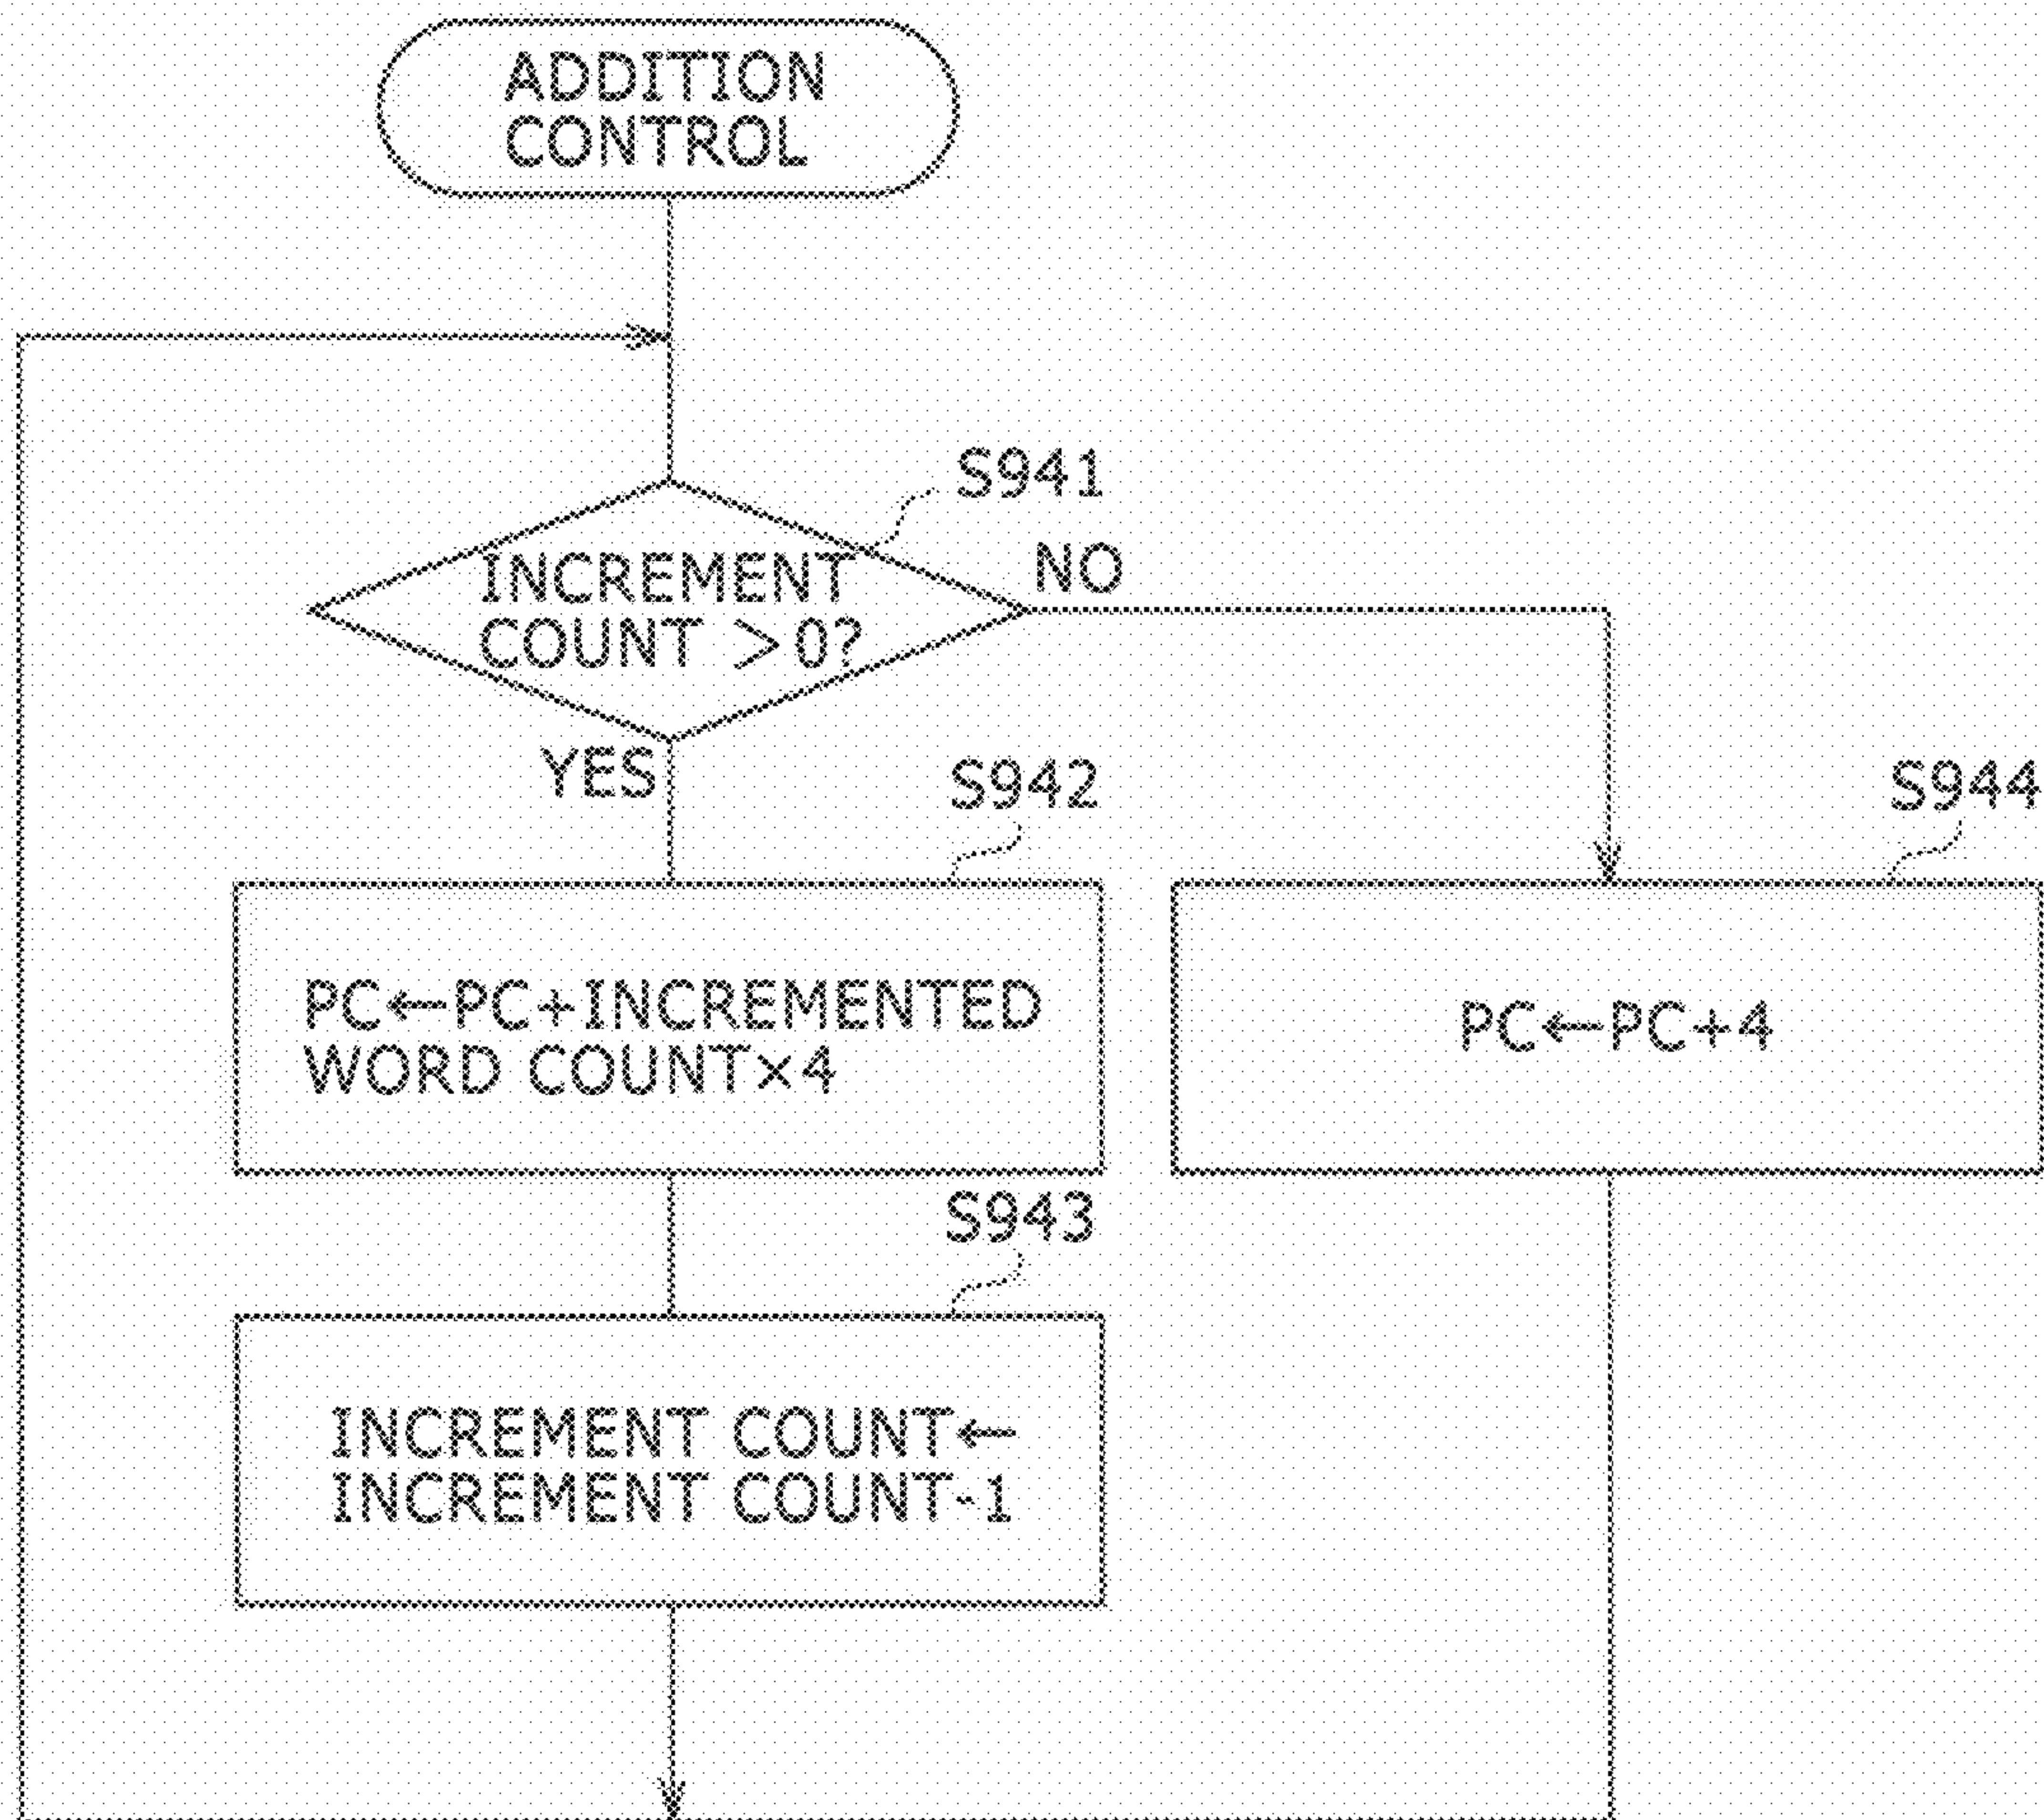 ADDITION
CONTROL
S941
INCREMENT
COUNT >0?
NO
YES
S942
S944
PC←PC+INCREMENTED
WORD COUNT×4
PC←PC+4
S943
INCREMENT COUNT←
INCREMENT COUNT-1